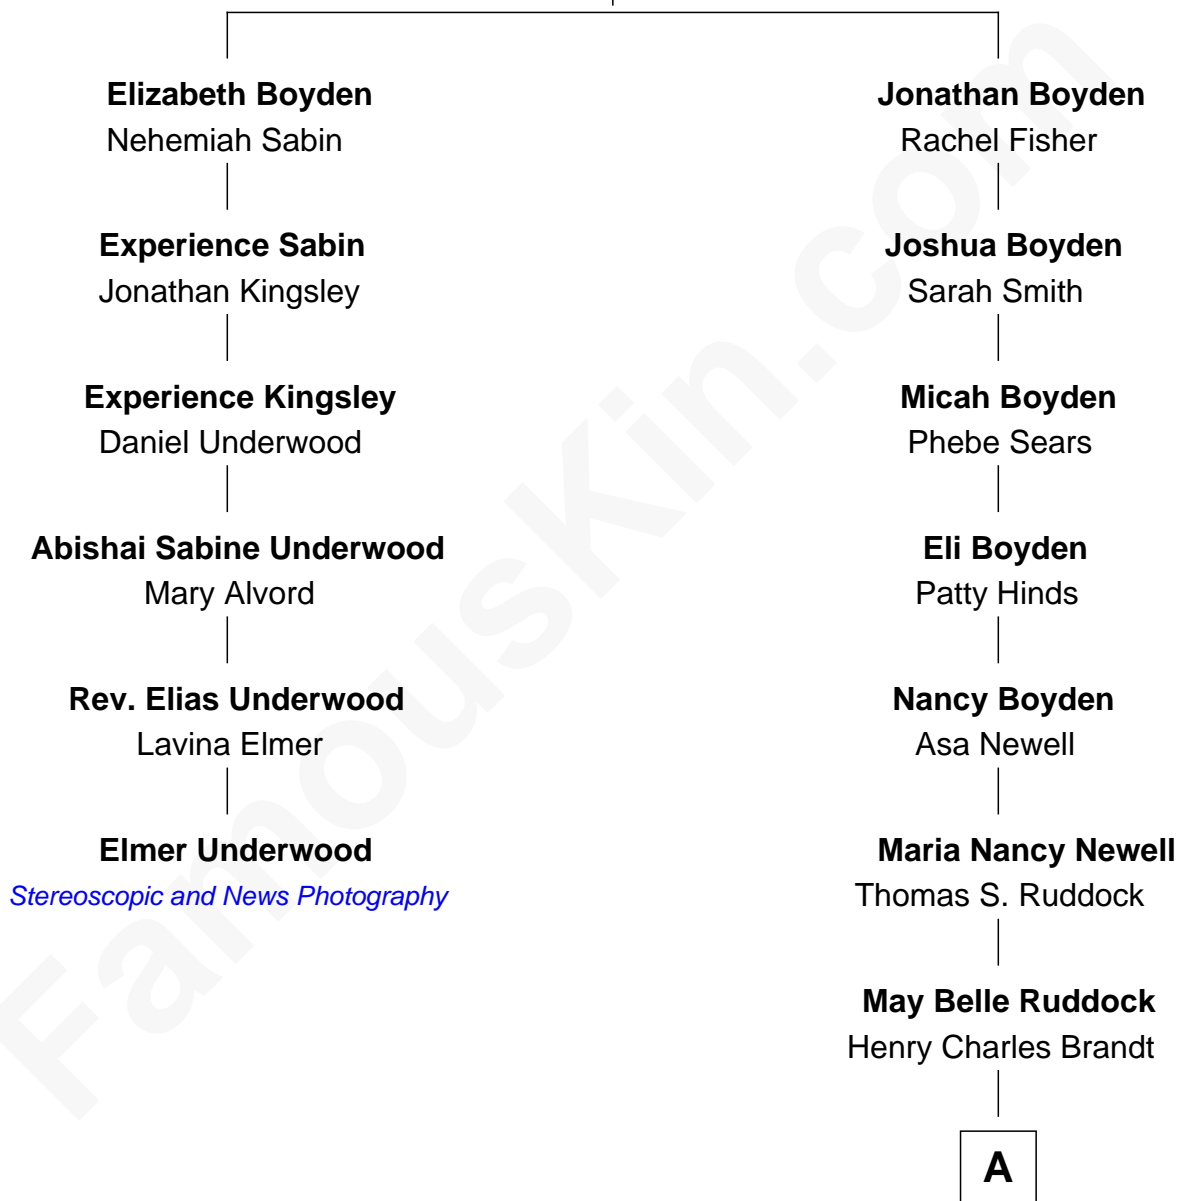 Elizabeth Boyden
Nehemiah Sabin
Experience Sabin
Jonathan Kingsley
Experience Kingsley
Daniel Underwood
Abishai Sabine Underwood
Mary Alvord
Rev. Elias Underwood
Lavina Elmer
Elmer Underwood
Stereoscopic and News Photography
Jonathan Boyden
Rachel Fisher
Joshua Boyden
Sarah Smith
Micah Boyden
Phebe Sears
Eli Boyden
Patty Hinds
Nancy Boyden
Asa Newell
Maria Nancy Newell
Thomas S. Ruddock
May Belle Ruddock
Henry Charles Brandt
A
FamousKin.com